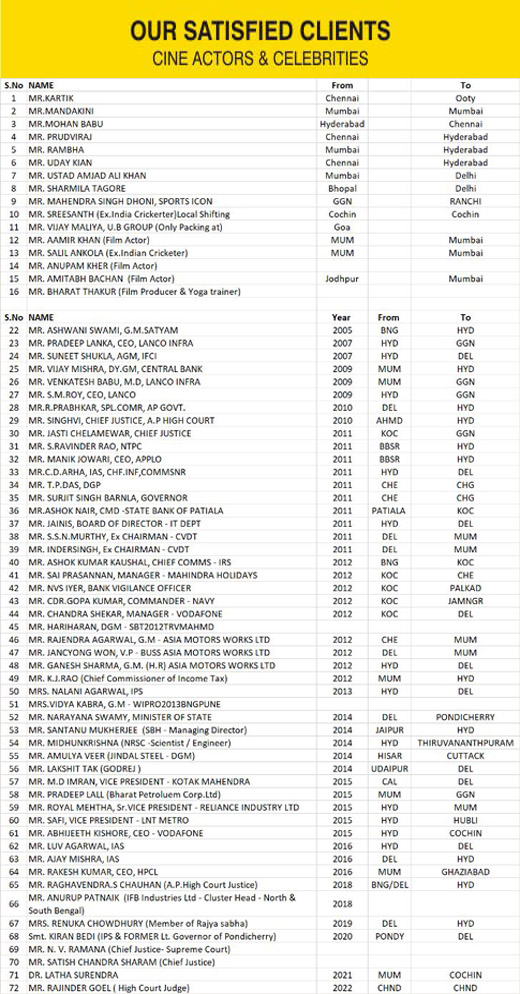 OUR SATISFIED CLIENTS
CINE ACTORS & CELEBRITIES
S.No NAME From To
1 MR.KARTIK Chennai Ooty
2 MR.MANDAKINI Mumbai Mumbai
3 MR.MOHAN BABU Hyderabad Chennai
4 MR. PRUDVIRAJ Chennai Hyderabad
5 MR. RAMBHA Mumbai Hyderabad
6 MR. UDAY KIAN Chennai Hyderabad
7 MR. USTAD AMJAD ALI KHAN Mumbai Delhi
8 MR. SHARMILA TAGORE Bhopal Delhi
9 MR. MAHENDRA SINGH DHONI, SPORTS ICON GGN RANCHI
10 MR. SREESANTH (Ex.India Crickerter)Local Shifting Cochin Cochin
11 MR. VIJAY MALIYA, U.B GROUP (Only Packing at) Goa
12 MR. AAMIR KHAN (Film Actor) MUM Mumbai
13 MR. SALIL ANKOLA (Ex.Indian Cricketer) MUM Mumbai
14 MR. ANUPAM KHER (Film Actor)
15 MR. AMITABH BACHAN (Film Actor) Jodhpur Mumbai
16 MR. BHARAT THAKUR (Film Producer & Yoga trainer)
S.No NAME Year From To
22 MR. ASHWANI SWAMI, G.M.SATYAM 2005 BNG HYD
23 MR. PRADEEP LANKA, CEO, LANCO INFRA 2007 HYD GGN
24 MR. SUNEET SHUKLA, AGM, IFCI 2007 HYD DEL
25 MR. VIJAY MISHRA, DY.GM, CENTRAL BANK 2009 MUM HYD
26 MR. VENKATESH BABU, M.D, LANCO INFRA 2009 MUM GGN
27 MR. S.M.ROY, CEO, LANCO 2009 HYD GGN
28 MR.R.PRABHKAR, SPL.COMR, AP GOVT. 2010 DEL HYD
29 MR. SINGHVI, CHIEF JUSTICE, A.P HIGH COURT 2010 AHMD HYD
30 MR. JASTI CHELAMEWAR, CHIEF JUSTICE 2011 KOC GGN
31 MR. S.RAVINDER RAO, NTPC 2011 BBSR HYD
32 MR. MANIK JOWARI, CEO, APPLO 2011 BBSR HYD
33 MR.C.D.ARHA, IAS, CHF.INF,COMMSNR 2011 HYD DEL
34 MR. T.P.DAS, DGP 2011 CHE CHG
35 MR. SURJIT SINGH BARNLA, GOVERNOR 2011 CHE CHG
36 MR.ASHOK NAIR, CMD -STATE BANK OF PATIALA 2011 PATIALA KOC
37 MR. JAINIS, BOARD OF DIRECTOR - IT DEPT 2011 HYD DEL
38 MR. S.S.N.MURTHY, Ex CHAIRMAN - CVDT 2011 DEL MUM
39 MR. INDERSINGH, Ex CHAIRMAN - CVDT 2011 DEL MUM
40 MR. ASHOK KUMAR KAUSHAL, CHIEF COMMS - IRS 2012 BNG KOC
41 MR. SAI PRASANNAN, MANAGER - MAHINDRA HOLIDAYS 2012 KOC CHE
42 MR. NVS IYER, BANK VIGILANCE OFFICER 2012 KOC PALKAD
43 MR. CDR.GOPA KUMAR, COMMANDER - NAVY 2012 KOC JAMNGR
44 MR. CHANDRA SHEKAR, MANAGER - VODAFONE 2012 KOC DEL
45 MR. HARIHARAN, DGM - SBT2012TRVMAHMD
46 MR. RAJENDRA AGARWAL, G.M - ASIA MOTORS WORKS LTD 2012 CHE MUM
47 MR. JANCYONG WON, V.P - BUSS ASIA MOTORS WORKS LTD 2012 DEL MUM
48 MR. GANESH SHARMA, G.M. (H.R) ASIA MOTORS WORKS LTD 2012 HYD DEL
49 MR. K.J.RAO (Chief Commissioner of Income Tax) 2012 MUM HYD
50 MRS. NALANI AGARWAL, IPS 2013 HYD DEL
51 MRS.VIDYA KABRA, G.M - WIPRO2013BNGPUNE
52 MR. NARAYANA SWAMY, MINISTER OF STATE 2014 DEL PONDICHERRY
53 MR. SANTANU MUKHERJEE (SBH - Managing Director) 2014 JAIPUR HYD
54 MR. MIDHUNKRISHNA (NRSC -Scientist / Engineer) 2014 HYD THIRUVANANTHPURAM
55 MR. AMULYA VEER (JINDAL STEEL - DGM) 2014 HISAR CUTTACK
56 MR. LAKSHIT TAK (GODREJ ) 2014 UDAIPUR DEL
57 MR. M.D IMRAN, VICE PRESIDENT - KOTAK MAHENDRA 2015 CAL DEL
58 MR. PRADEEP LALL (Bharat Petroluem Corp.Ltd) 2015 MUM GGN
59 MR. ROYAL MEHTHA, Sr.VICE PRESIDENT - RELIANCE INDUSTRY LTD 2015 HYD MUM
60 MR. SAFI, VICE PRESIDENT - LNT METRO 2015 HYD HUBLI
61 MR. ABHIJEETH KISHORE, CEO - VODAFONE 2015 HYD COCHIN
62 MR. LUV AGARWAL, IAS 2016 HYD DEL
63 MR. AJAY MISHRA, IAS 2016 DEL HYD
64 MR. RAKESH KUMAR, CEO, HPCL 2016 MUM GHAZIABAD
65 MR. RAGHAVENDRA.S CHAUHAN (A.P.High Court Justice) 2018 BNG/DEL HYD
66 MR. ANURUP PATNAIK (IFB Industries Ltd - Cluster Head - North & 2018
South Bengal)
67 MRS. RENUKA CHOWDHURY (Member of Rajya sabha) 2019 DEL HYD
68 Smt. KIRAN BEDI (IPS & FORMER Lt. Governor of Pondicherry) 2020 PONDY DEL
69 MR. N. V. RAMANA (Chief Justice- Supreme Court)
70 MR. SATISH CHANDRA SHARAM (Chief Justice)
71 DR. LATHA SURENDRA 2021 MUM COCHIN
72 MR. RAJINDER GOEL ( High Court Judge) 2022 CHND CHND